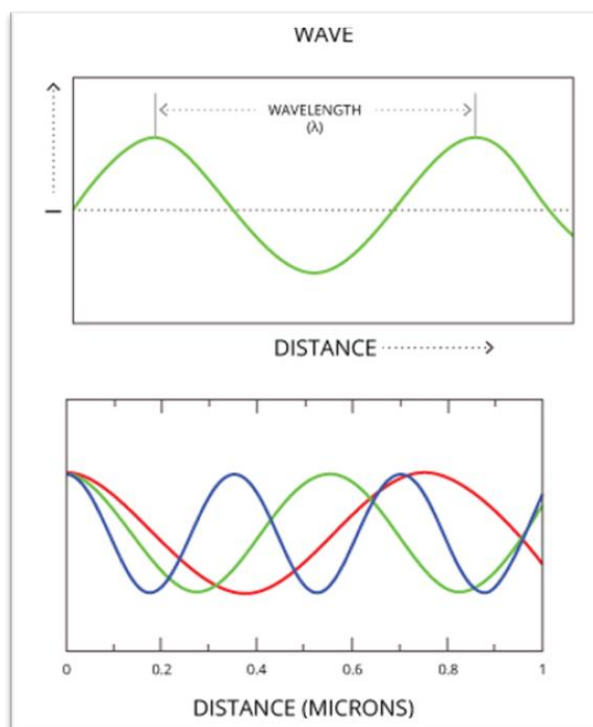 WAVE
WAVELENGTH
(λ)
I
DISTANCE
0 0.2 0.4 0.6 0.8 1
DISTANCE (MICRONS)